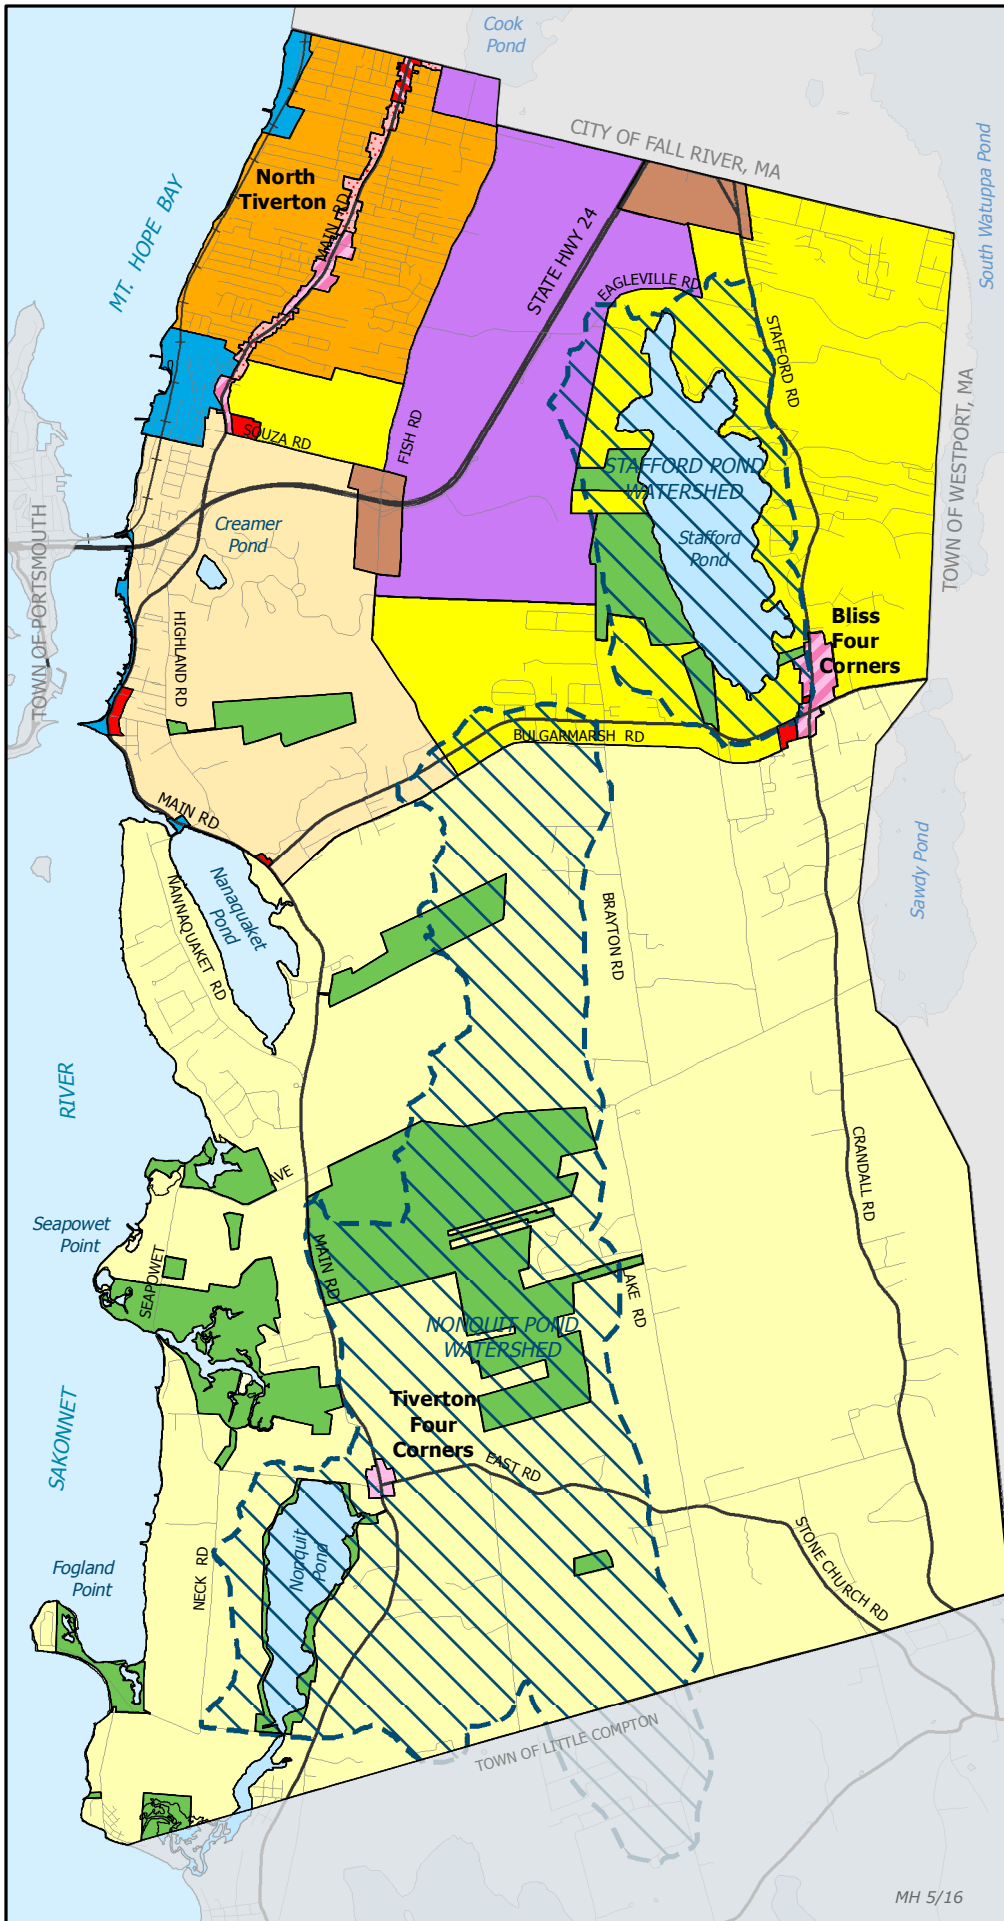 Cook
Pond
CITY OF FALL RIVER, MA
South Watuppa Pond
North
Tiverton
MAIN RD
MT. HOPE BAY
STATE HWY 24
EAGLEVILLE RD
STAFFORD RD
TOWN OF WESTPORT, MA
SOUZA RD
FISH RD
STAFFORD POND
WATERSHED
Stafford
Pond
Creamer
Pond
TOWN OF PORTSMOUTH
HIGHLAND RD
Bliss
Four
Corners
BULGARMARSH RD
MAIN RD
Nanaquaket
Pond
NANNAQUAKET RD
BRAYTON RD
Sawdy Pond
RIVER
CRANDALL RD
AVE
Seapowet
Point
SEAPOWET
MAIN RD
AKE RD
NONQUIT POND
WATERSHED
Tiverton
Four
Corners
SAKONNET
EAST RD
STONE CHURCH RD
Nonquit
Pond
NECK RD
Fogland
Point
TOWN OF LITTLE COMPTON
MH 5/16